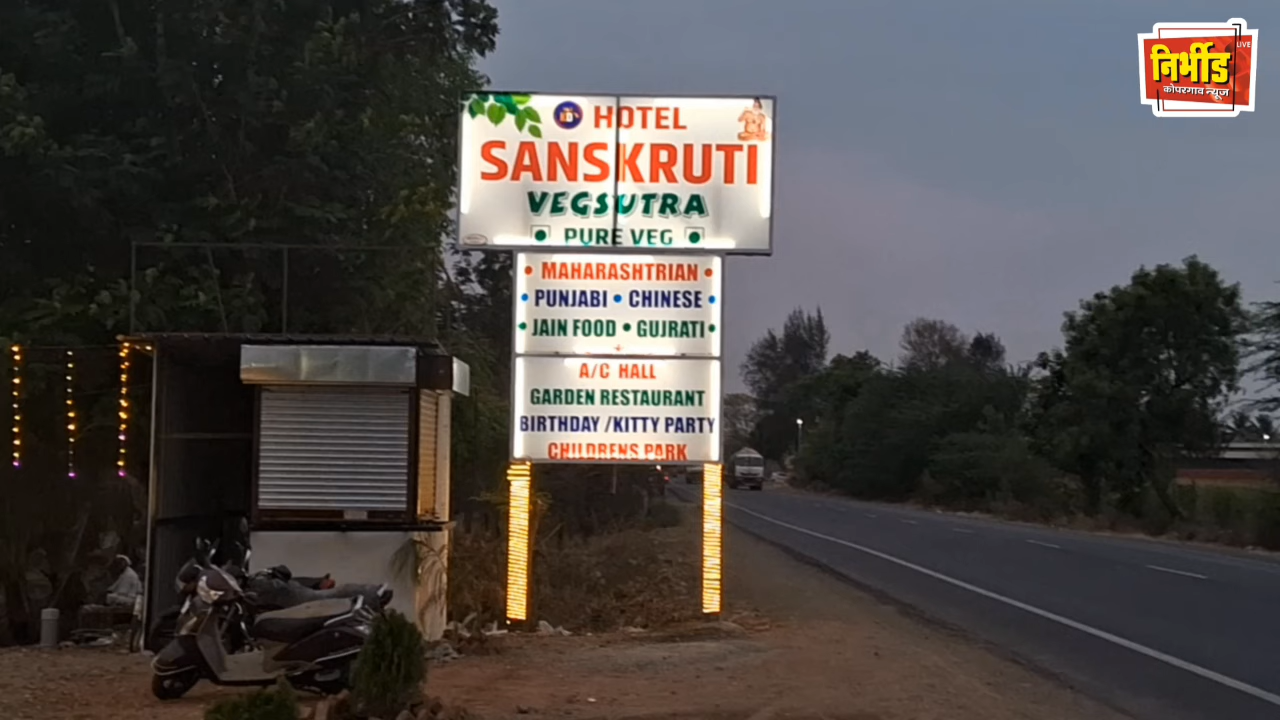 HOTEL
SANSKRUTI
VEGSUTRA
PURE VEG
• MAHARASHTRIAN •
• PUNJABI • CHINESE •
• JAIN FOOD • GUJRATI •
A/C HALL
GARDEN RESTAURANT
BIRTHDAY /KITTY PARTY
CHILDRENS PARK
LIVE
निर्भीड
कोपरगाव न्यूज